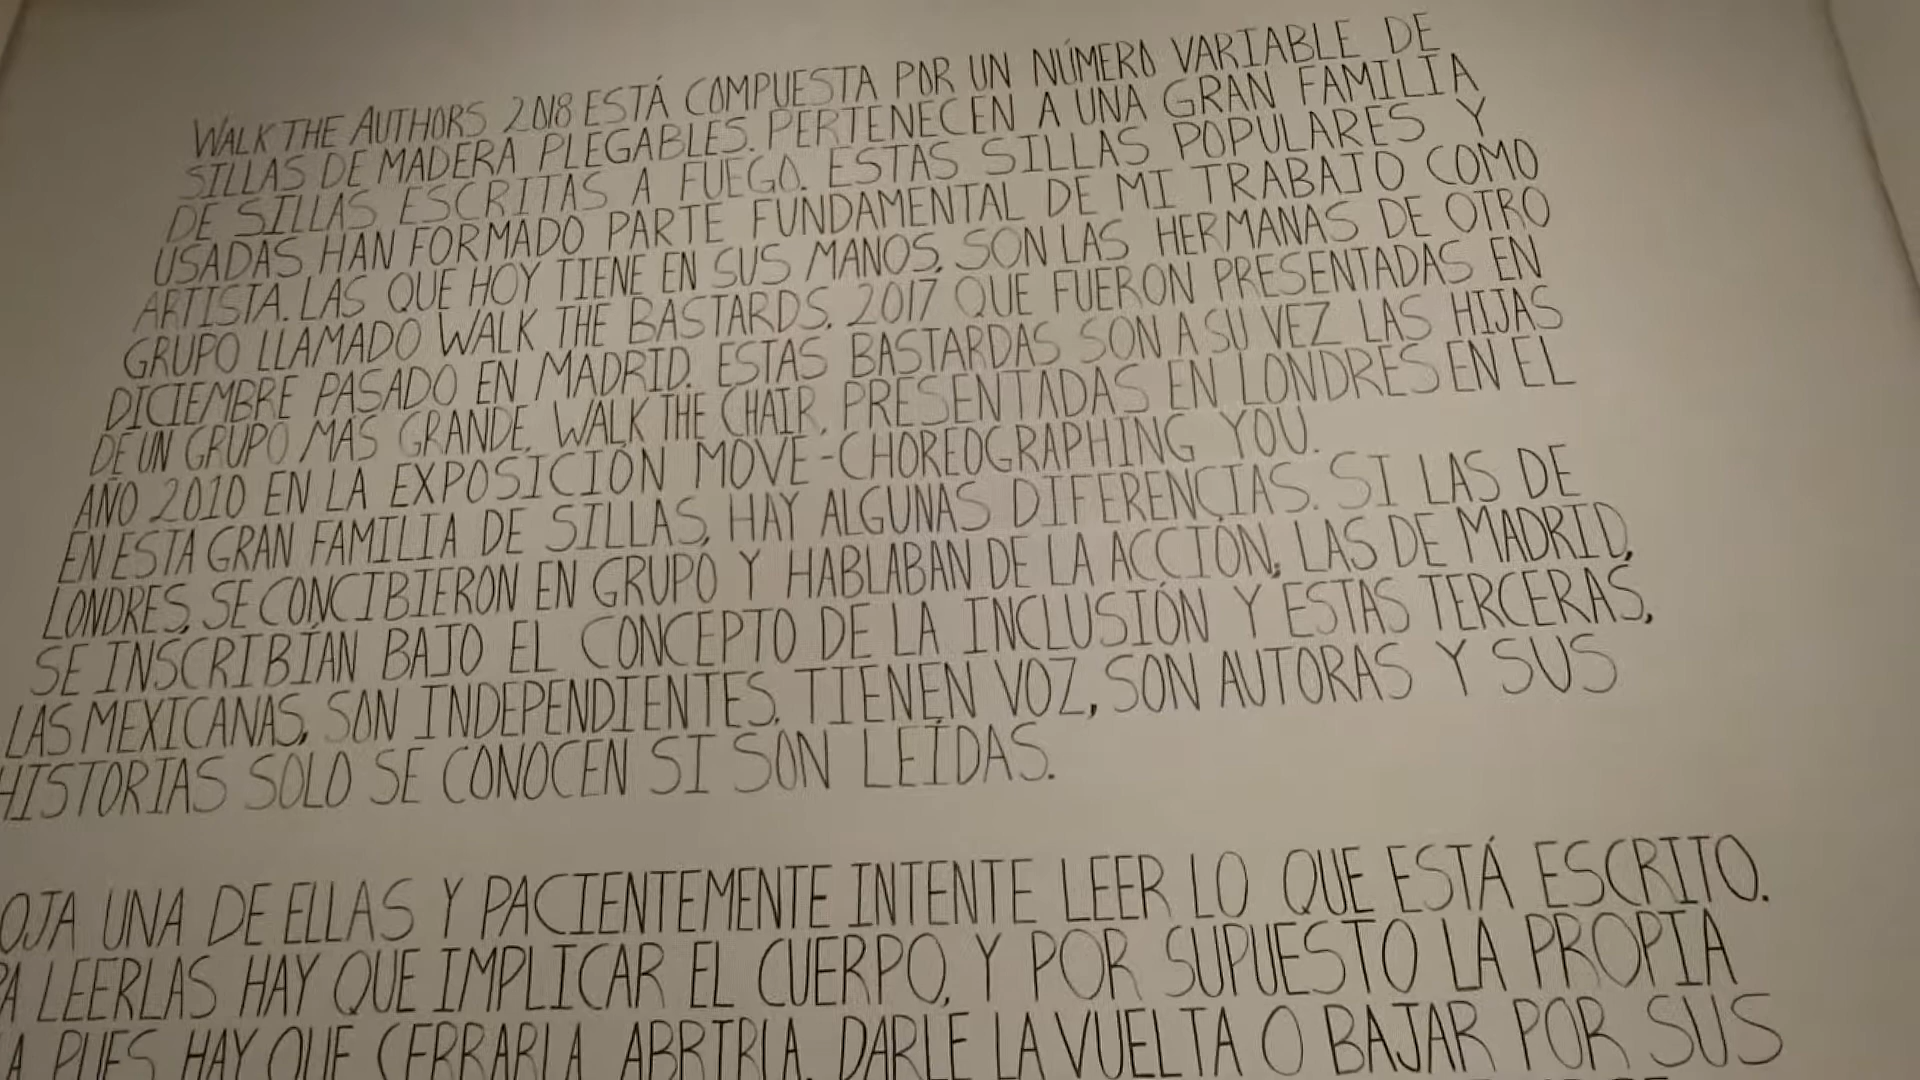 WALK THE AUTHORS 2018 ESTÁ COMPUESTA POR UN NÚMERO VARIABLE DE
SILLAS DE MADERA PLEGABLES. PERTENECEN A UNA GRAN FAMILIA
DE SILLAS ESCRITAS A FUEGO. ESTAS SILLAS POPULARES Y
USADAS HAN FORMADO PARTE FUNDAMENTAL DE MI TRABAJO COMO
ARTISTA. LAS QUE HOY TIENE EN SUS MANOS, SON LAS HERMANAS DE OTRO
GRUPO LLAMADO WALK THE BASTARDS, 2017 QUE FUERON PRESENTADAS EN
DICIEMBRE PASADO EN MADRID. ESTAS BASTARDAS SON A SU VEZ LAS HIJAS
DE UN GRUPO MAS GRANDE, WALK THE CHAIR, PRESENTADAS EN LONDRES EN EL
AÑO 2010 EN LA EXPOSICIÓN MOVE-CHOREOGRAPHING YOU.
EN ESTA GRAN FAMILIA DE SILLAS, HAY ALGUNAS DIFERENCIAS. SI LAS DE
LONDRES, SE CONCIBIERON EN GRUPO Y HABLABAN DE LA ACCIÓN, LAS DE MADRID,
SE INSCRIBÍAN BAJO EL CONCEPTO DE LA INCLUSIÓN Y ESTAS TERCERAS,
LAS MEXICANAS, SON INDEPENDIENTES, TIENEN VOZ, SON AUTORAS Y SUS
HISTORIAS SOLO SE CONOCEN SI SON LEÍDAS.
OJA UNA DE ELLAS Y PACIENTEMENTE INTENTE LEER LO QUE ESTÁ ESCRITO.
A LEERLAS HAY QUE IMPLICAR EL CUERPO, Y POR SUPUESTO LA PROPIA
A PUES HAY QUE CERRARLA, ABRIRLA, DARLE LA VUELTA O BAJAR POR SUS